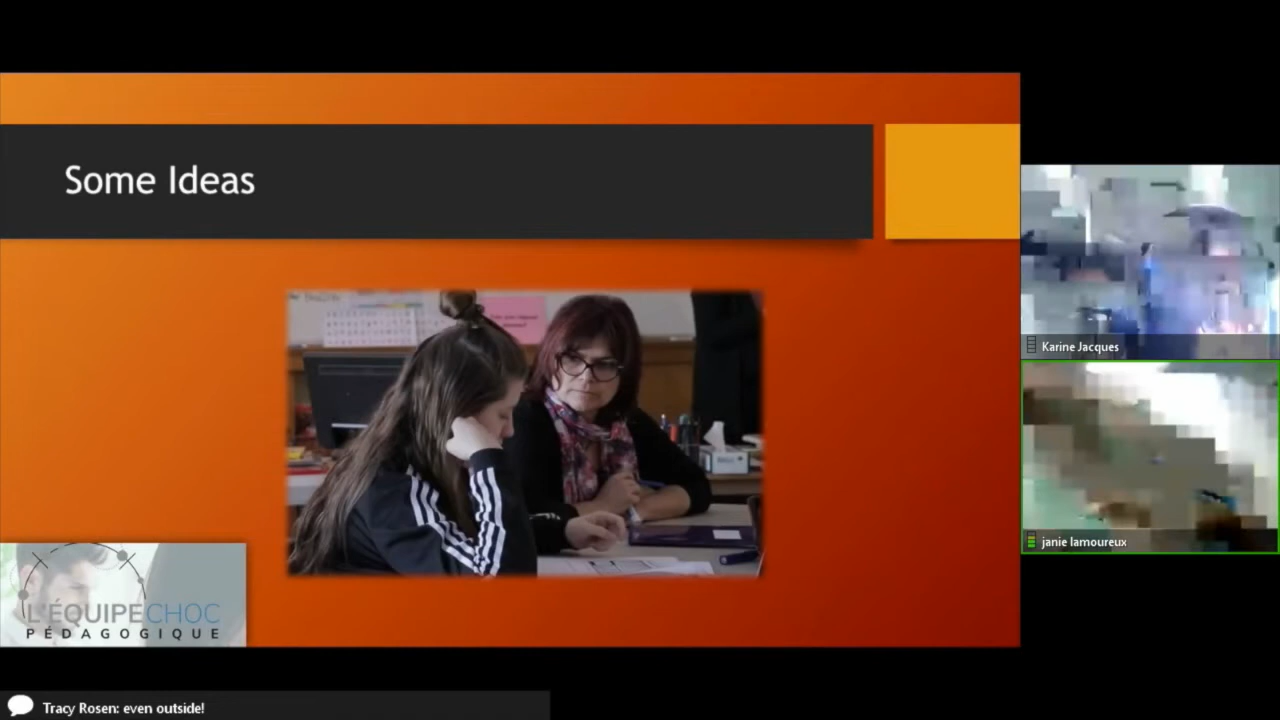 Some Ideas
L'ÉQUIPECHOC
PÉDAGOGIQUE
Karine Jacques
janie lamoureux
Tracy Rosen: even outside!